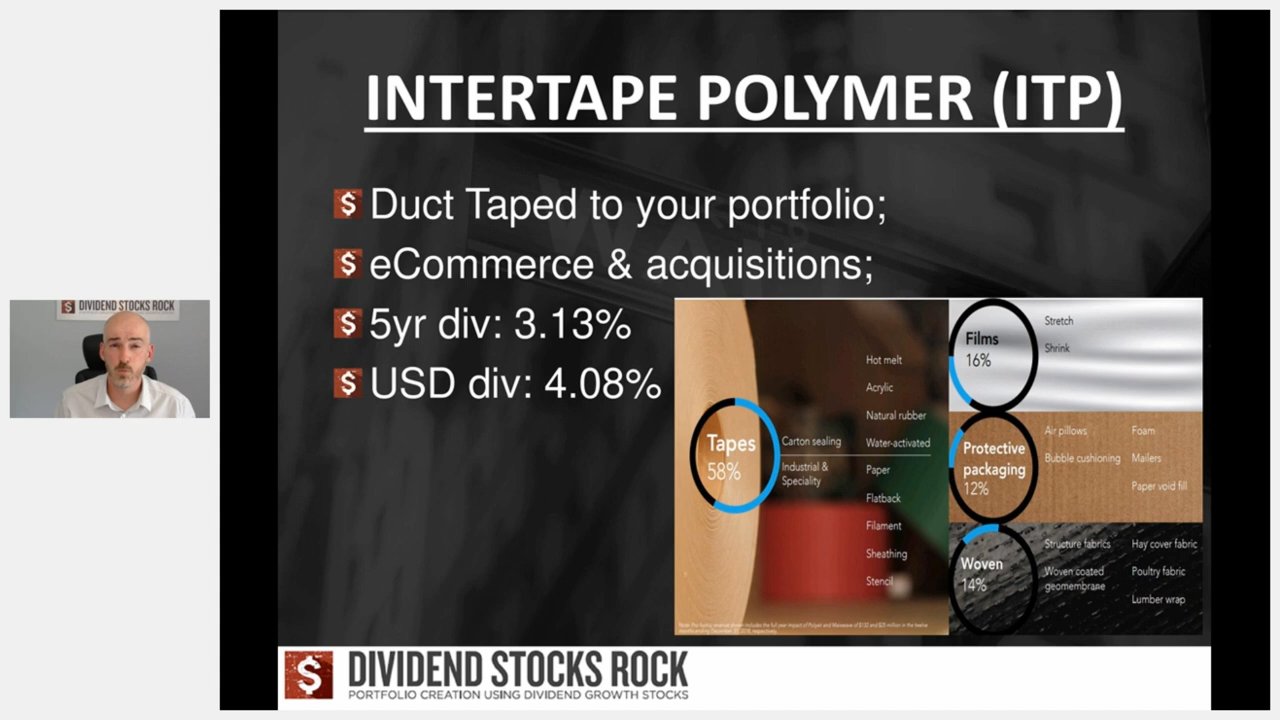 INTERTAPE POLYMER (ITP)
Duct Taped to your portfolio;
eCommerce & acquisitions;
5yr div: 3.13%
USD div: 4.08%
DIVIDEND STOCKS ROCK
Tapes
58%
Carton sealing
Industrial &
Speciality
Hot melt
Acrylic
Natural rubber
Water-activated
Paper
Flatback
Filament
Sheathing
Stencil
Films
16%
Stretch
Shrink
Protective
packaging
12%
Air pillows
Bubble cushioning
Foam
Mailers
Paper void fill
Woven
14%
Structure fabrics
Woven coated
geomembrane
Hay cover fabric
Poultry fabric
Lumber wrap
DIVIDEND STOCKS ROCK
PORTFOLIO CREATION USING DIVIDEND GROWTH STOCKS